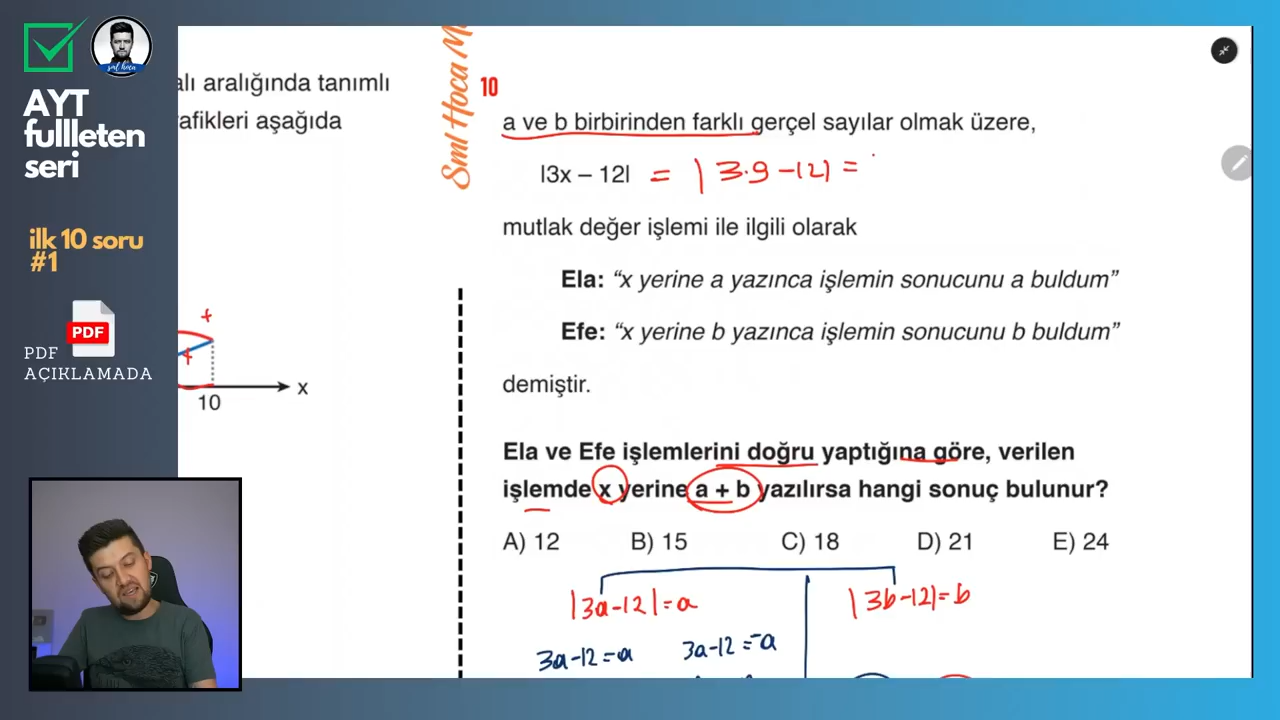 AYT
fullleten
seri
ilk 10 soru
#1
PDF
PDF
AÇIKLAMADA
sml hoca
alı aralığında tanımlı
afikleri aşağıda
+
+
10
x
Sml Hoca M
10
a ve b birbirinden farklı gerçel sayılar olmak üzere,
|3x – 12| = |3.9-12| =
mutlak değer işlemi ile ilgili olarak
Ela: “x yerine a yazınca işlemin sonucunu a buldum”
Efe: “x yerine b yazınca işlemin sonucunu b buldum”
demiştir.
Ela ve Efe işlemlerini doğru yaptığına göre, verilen
işlemde x yerine a + b yazılırsa hangi sonuç bulunur?
A) 12 B) 15 C) 18 D) 21 E) 24
|3a-12|=a |3b-12|=b
3a-12=a 3a-12=-a